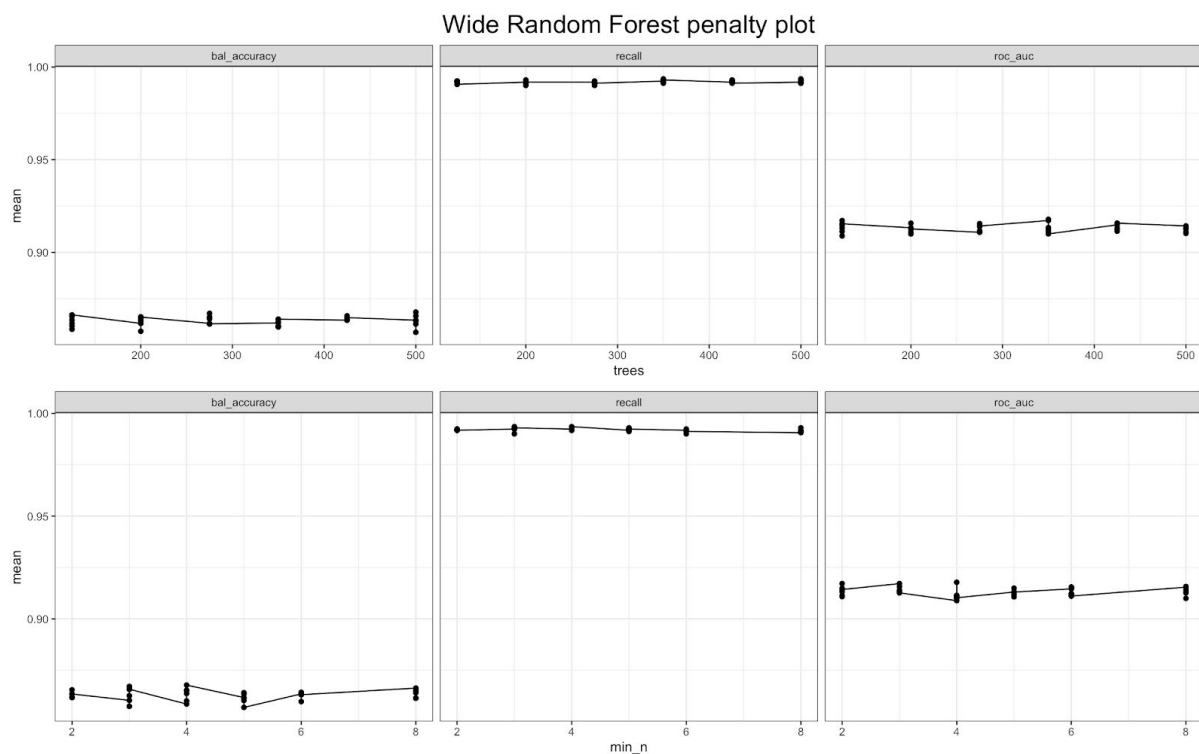 Wide Random Forest penalty plot
bal_accuracy recall roc_auc
1.00
0.95
0.90
mean
200 300 400 500 200 300 400 500 200 300 400 500
trees
bal_accuracy recall roc_auc
1.00
0.95
0.90
mean
2 4 6 8 2 4 6 8 2 4 6 8
min_n